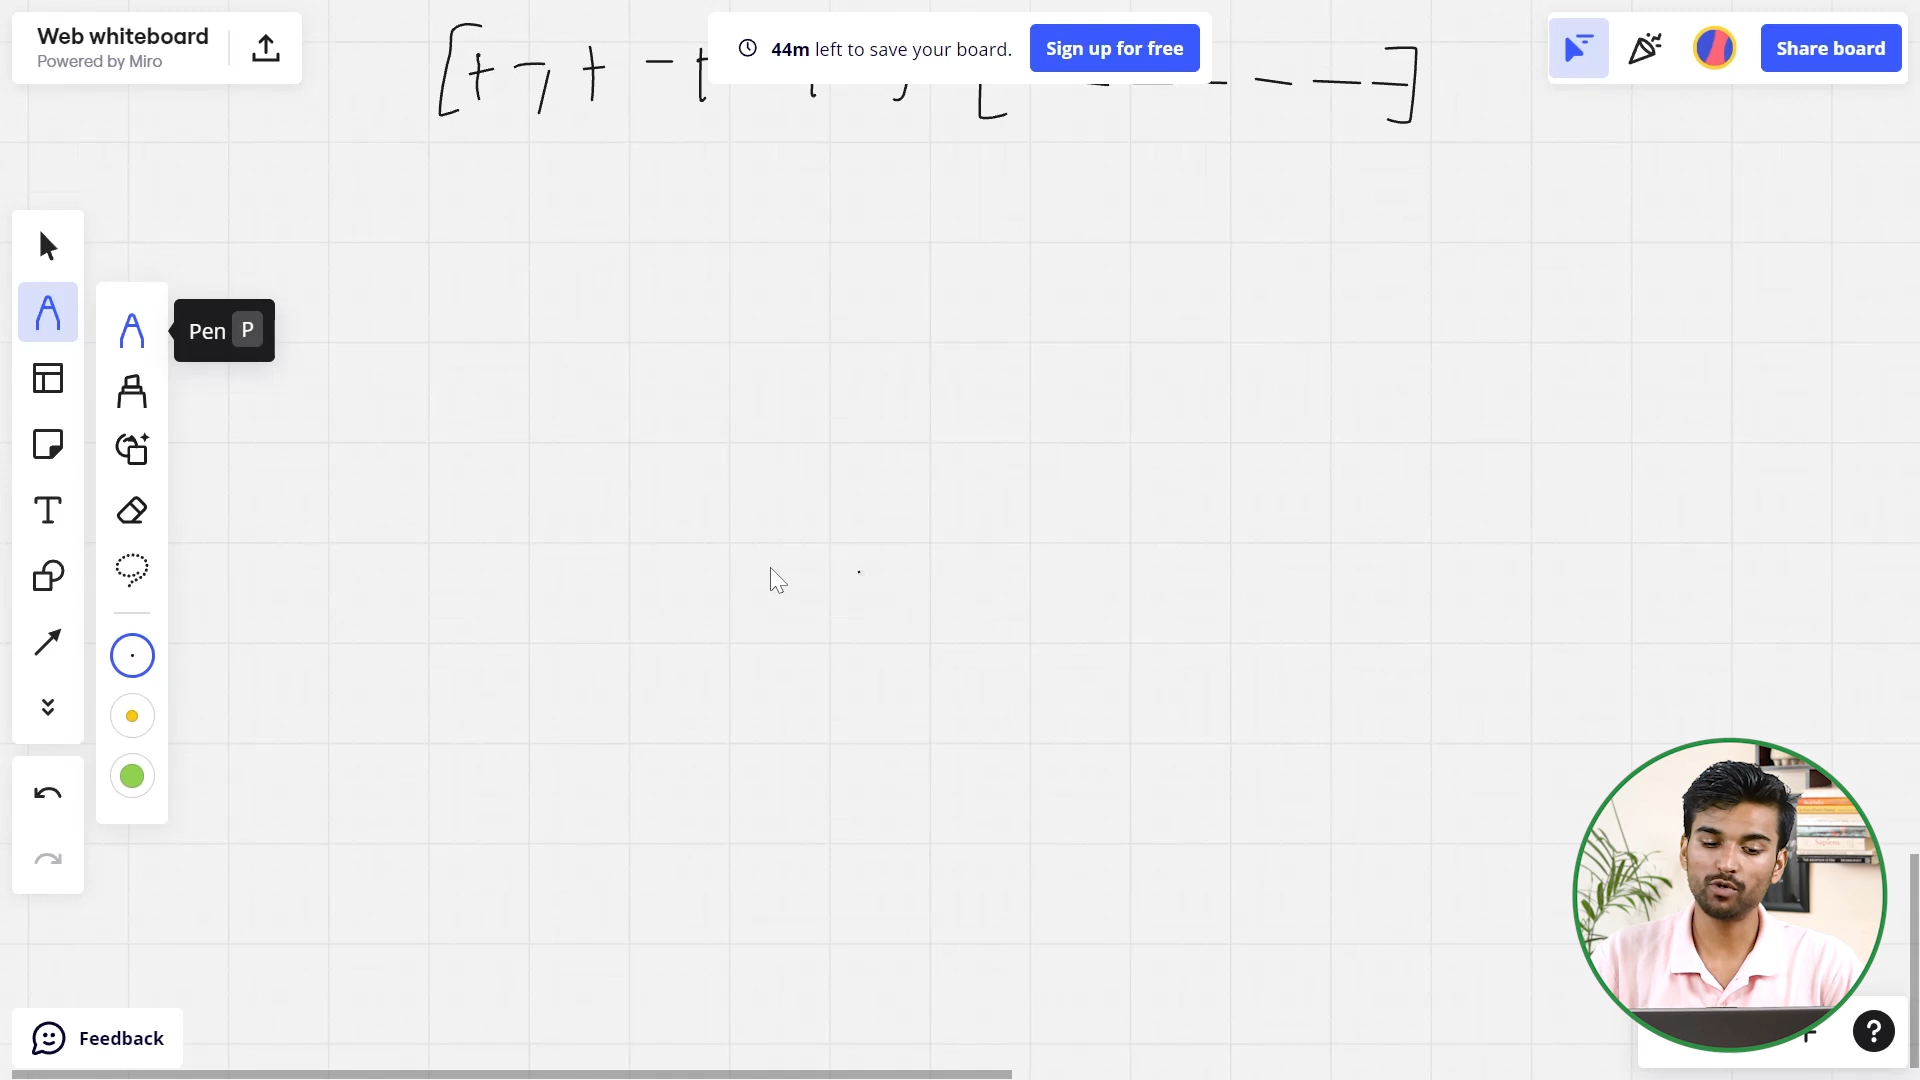 Web whiteboard
Powered by Miro
44m left to save your board.
Sign up for free
Share board
Pen P
T
Feedback
?